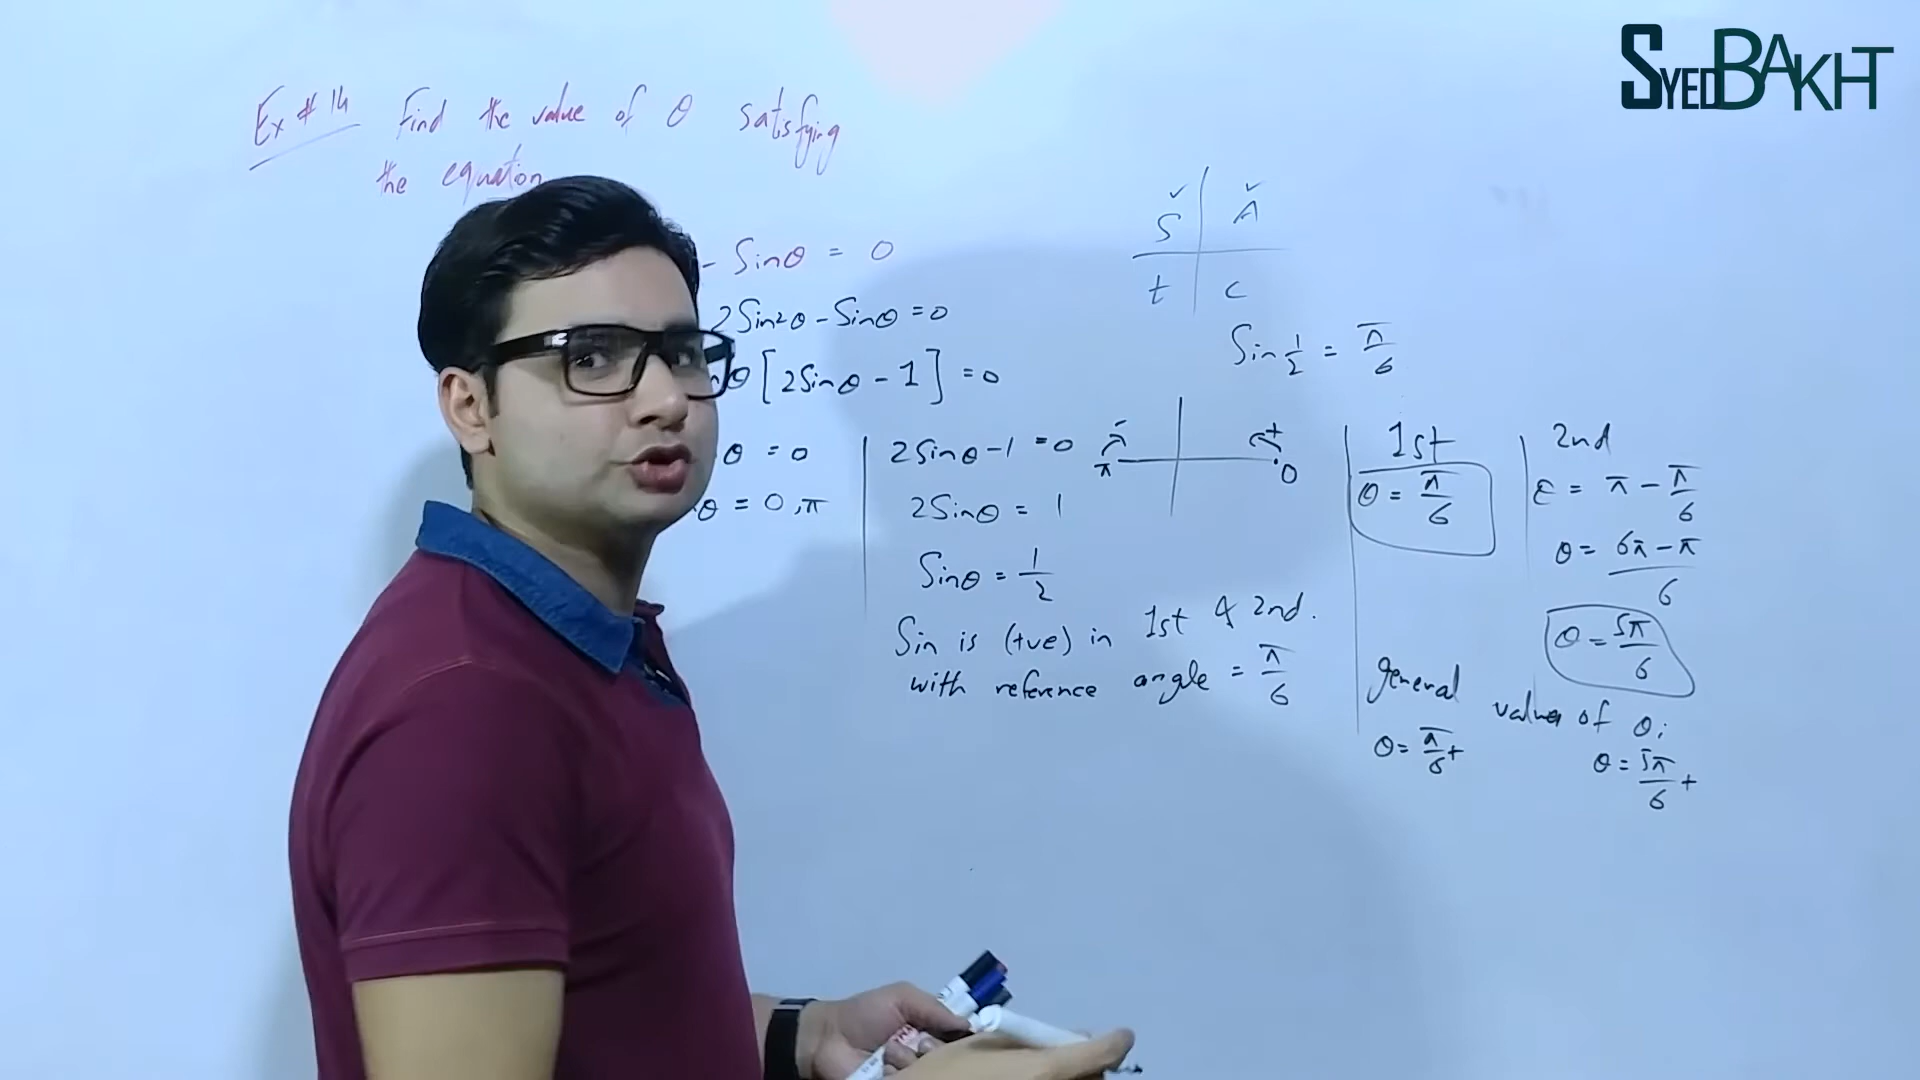 SYEDBAKHT
Ex # 14 Find the value of θ satisfying
the equation
- Sinθ = 0
2Sin²θ - Sinθ = 0
θ [2Sinθ - 1] = 0
θ = 0
θ = 0, π
2Sinθ - 1 = 0
2Sinθ = 1
Sinθ = 1/2
Sin is (+ve) in 1st & 2nd.
with reference angle = π/6
S A
t c
Sin 1/2 = π/6
- +
π 0
1st
θ = π/6
2nd
= π - π/6
θ = 6π - π / 6
θ = 5π/6
general values of θ;
θ = π/6 + θ = 5π/6 +